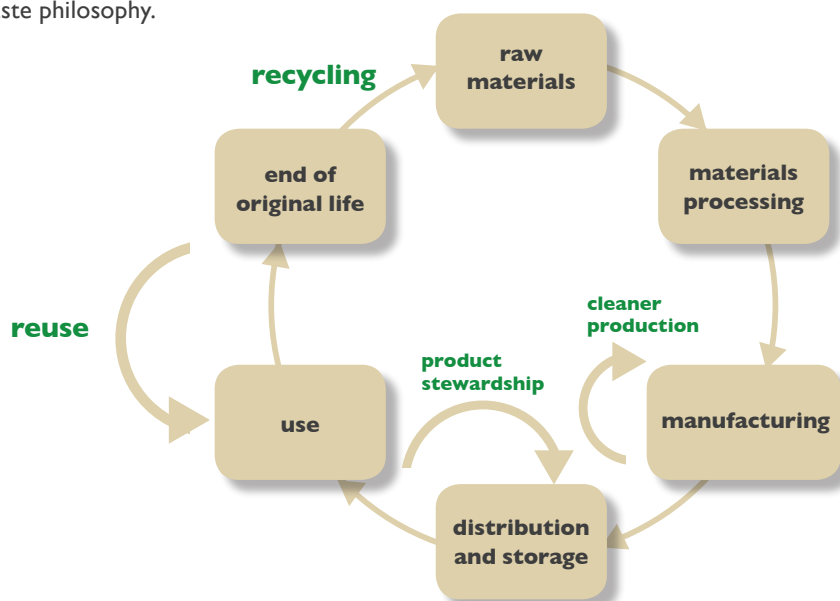 philosophy.
raw
materials
recycling
end of
original life
materials
processing
cleaner
production
reuse
product
stewardship
use
manufacturing
distribution
and storage